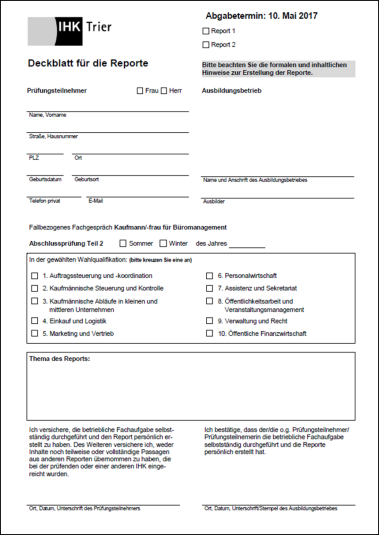 IHK Trier
Abgabetermin: 10. Mai 2017
Report 1
Report 2
Deckblatt für die Reporte
Bitte beachten Sie die formalen und inhaltlichen
Hinweise zur Erstellung der Reporte.
Prüfungsteilnehmer
Frau Herr
Ausbildungsbetrieb
Name, Vorname
Straße, Hausnummer
PLZ Ort
Geburtsdatum Geburtsort
Name und Anschrift des Ausbildungsbetriebes
Telefon privat E-Mail
Ausbilder
Fallbezogenes Fachgespräch Kaufmann/-frau für Büromanagement
Abschlussprüfung Teil 2 Sommer Winter des Jahres
In der gewählten Wahlqualifikation: (bitte kreuzen Sie eine an)
1. Auftragssteuerung und -koordination
2. Kaufmännische Steuerung und Kontrolle
3. Kaufmännische Abläufe in kleinen und
mittleren Unternehmen
4. Einkauf und Logistik
5. Marketing und Vertrieb
6. Personalwirtschaft
7. Assistenz und Sekretariat
8. Öffentlichkeitsarbeit und
Veranstaltungsmanagement
9. Verwaltung und Recht
10. Öffentliche Finanzwirtschaft
Thema des Reports:
Ich versichere, die betriebliche Fachaufgabe selbst-
ständig durchgeführt und den Report persönlich er-
stellt zu haben. Des Weiteren versichere ich, weder
Inhalte noch teilweise oder vollständige Passagen
aus anderen Reporten übernommen zu haben, die
bei der prüfenden oder einer anderen IHK einge-
reicht wurden.
Ich bestätige, dass der/die o.g. Prüfungsteilnehmer/
Prüfungsteilnemerin die betriebliche Fachaufgabe
selbstständig durchgeführt und die Reporte
persönlich erstellt hat.
Ort, Datum, Unterschrift des Prüfungsteilnehmers
Ort, Datum, Unterschrift/Stempel des Ausbildungsbetriebes